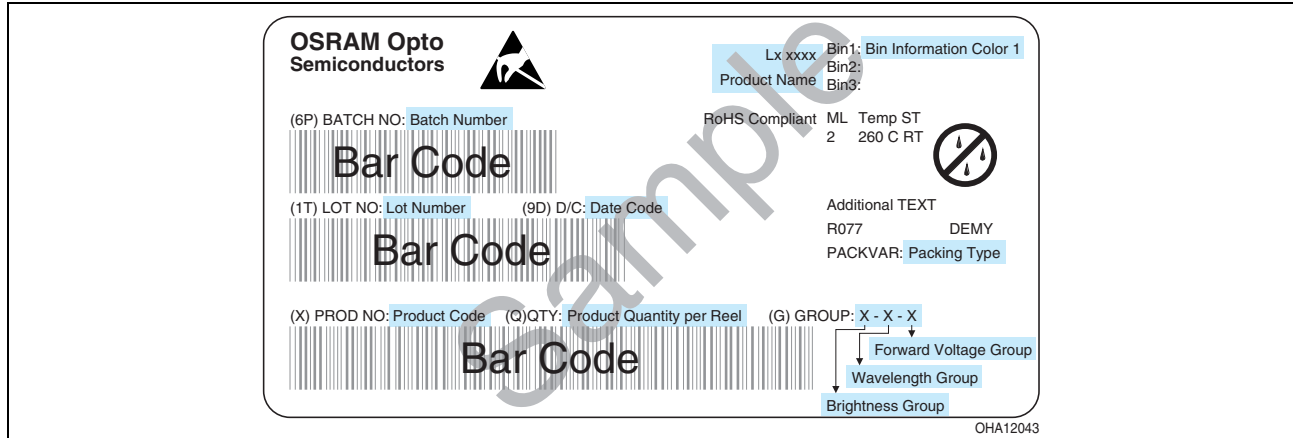 OSRAM Opto
Semiconductors
Lx xxxx
Product Name
Bin1: Bin Information Color 1
Bin2:
Bin3:
(6P) BATCH NO: Batch Number
Bar Code
RoHS Compliant
ML Temp ST
2 260 C RT
(1T) LOT NO: Lot Number (9D) D/C: Date Code
Bar Code
Additional TEXT
R077 DEMY
PACKVAR: Packing Type
(X) PROD NO: Product Code (Q)QTY: Product Quantity per Reel (G) GROUP: X - X - X
Bar Code
Forward Voltage Group
Wavelength Group
Brightness Group
Sample
OHA12043